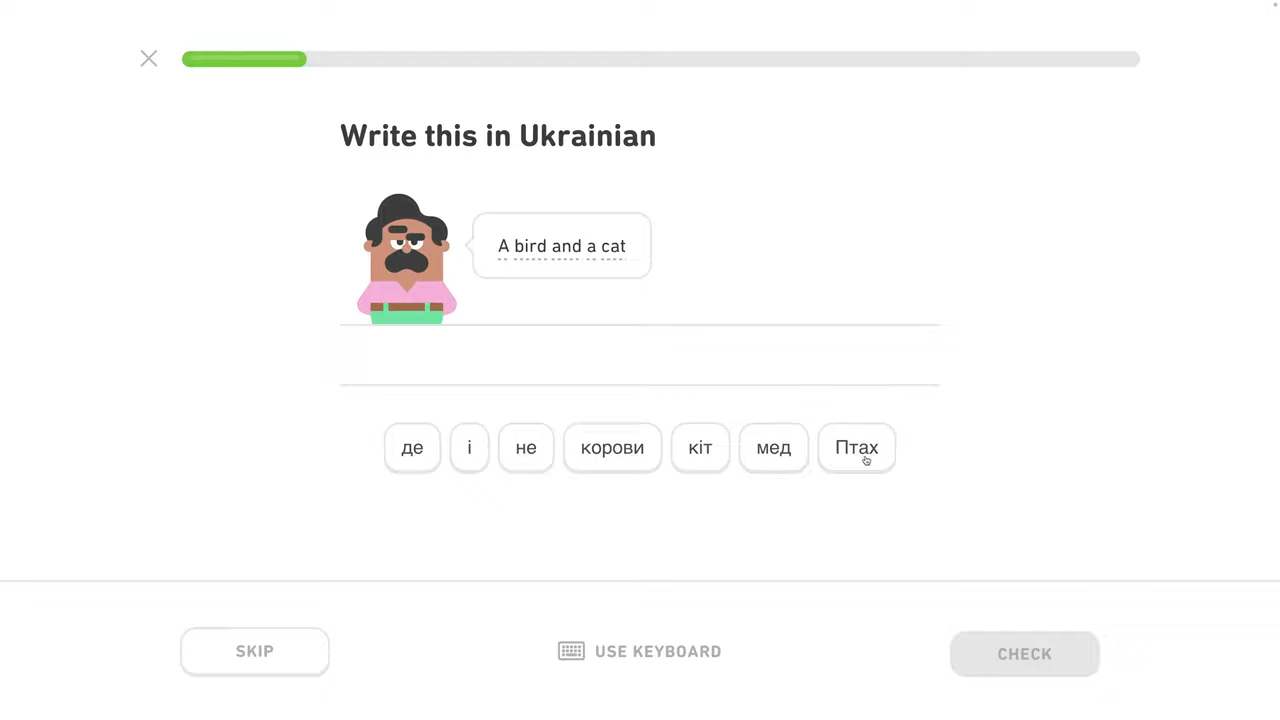 Write this in Ukrainian
A bird and a cat
де і не корови кіт мед Птах
SKIP USE KEYBOARD CHECK